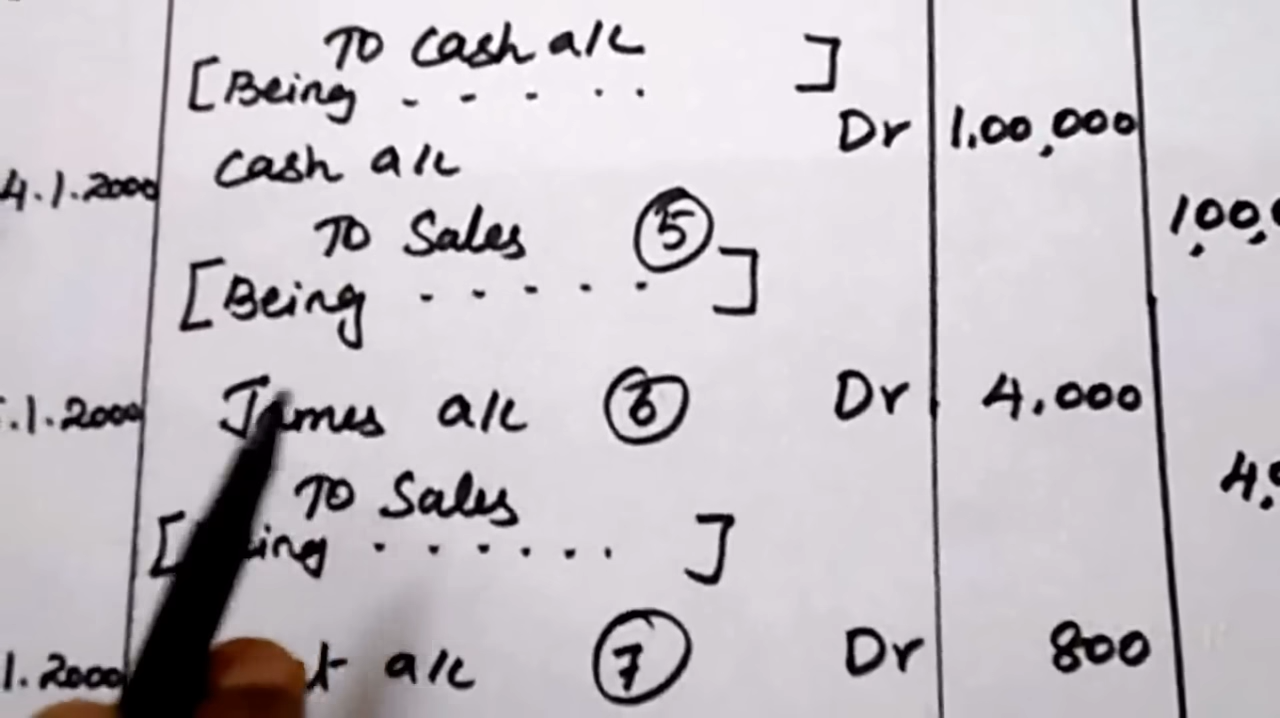 To Cash a/c
[Being - - - - - ]
4.1.2000 Cash a/c Dr 1,00,000
To Sales 5 100,
[Being - - - - - ]
.1.2000 James a/c 6 Dr 4,000
To Sales 4,
[ing - - - - - - ]
1.2000 t a/c 7 Dr 800